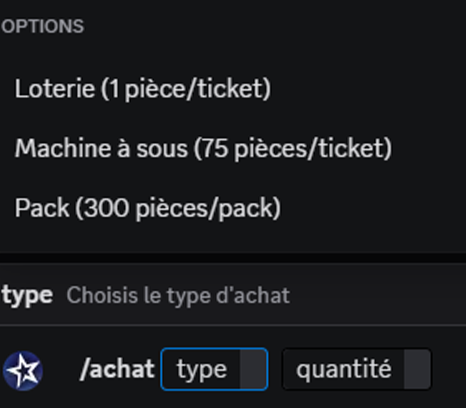 OPTIONS
Loterie (1 pièce/ticket)
Machine à sous (75 pièces/ticket)
Pack (300 pièces/pack)
type Choisis le type d'achat
/achat type quantité